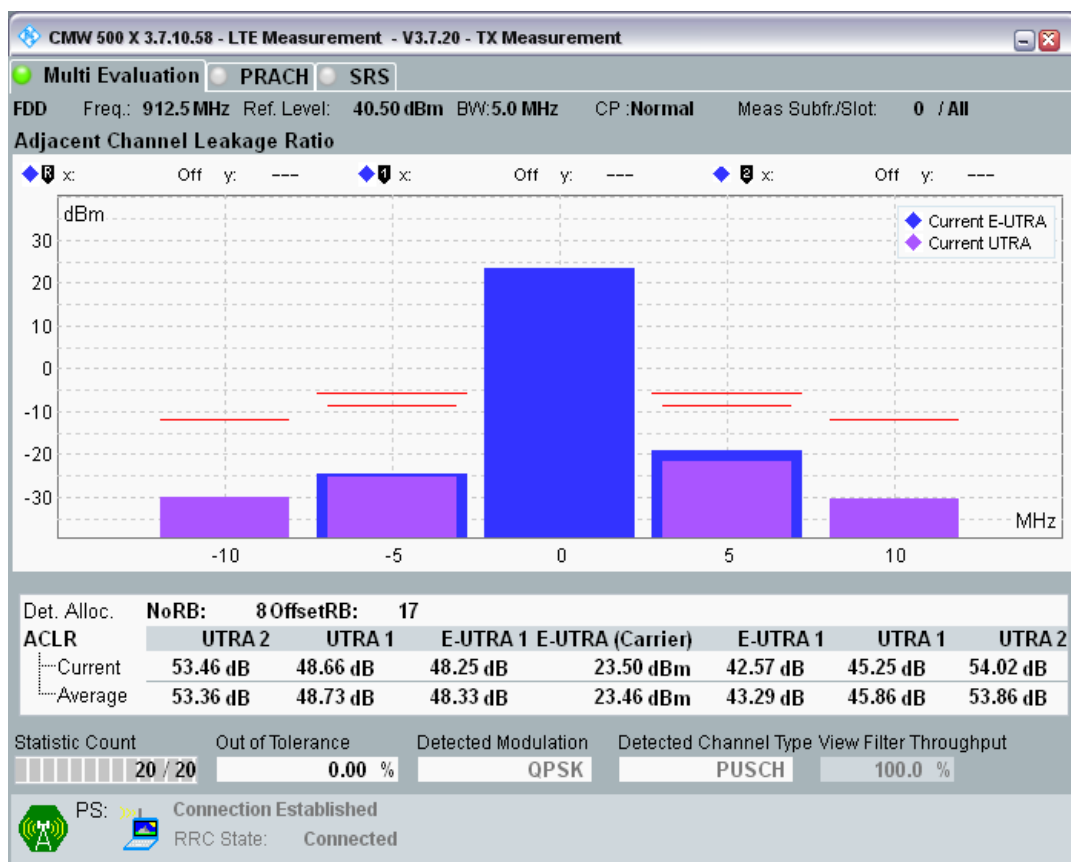 CMW 500 X 3.7.10.58 - LTE Measurement - V3.7.20 - TX Measurement
Multi Evaluation PRACH SRS
FDD Freq.: 912.5 MHz Ref. Level: 40.50 dBm BW:5.0 MHz CP :Normal Meas Subfr./Slot: 0 / All
Adjacent Channel Leakage Ratio
R x: Off y: --- 1 x: Off y: --- 2 x: Off y: ---
dBm
Current E-UTRA
Current UTRA
30
20
10
0
-10
-20
-30
MHz
-10 -5 0 5 10
Det. Alloc. NoRB: 8 OffsetRB: 17
ACLR UTRA 2 UTRA 1 E-UTRA 1 E-UTRA (Carrier) E-UTRA 1 UTRA 1 UTRA 2
Current 53.46 dB 48.66 dB 48.25 dB 23.50 dBm 42.57 dB 45.25 dB 54.02 dB
Average 53.36 dB 48.73 dB 48.33 dB 23.46 dBm 43.29 dB 45.86 dB 53.86 dB
Statistic Count Out of Tolerance Detected Modulation Detected Channel Type View Filter Throughput
20 / 20 0.00 % QPSK PUSCH 100.0 %
PS: Connection Established
RRC State: Connected